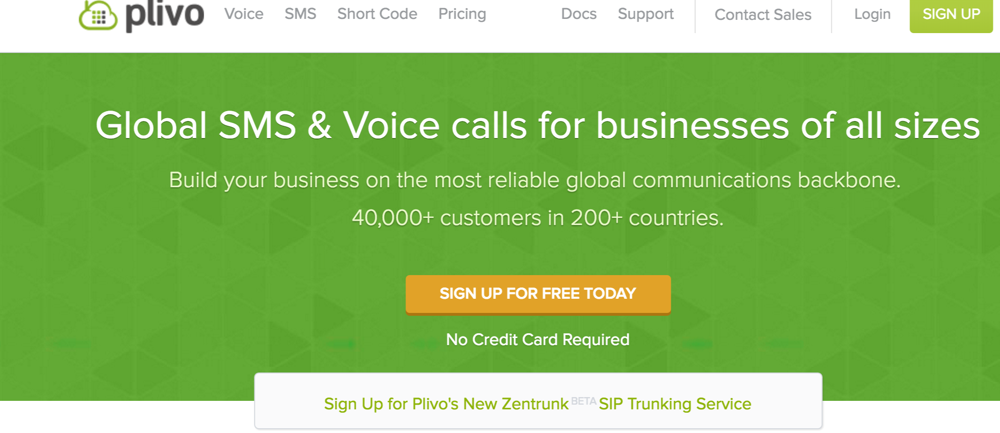 plivo Voice SMS Short Code Pricing Docs Support Contact Sales Login SIGN UP
Global SMS & Voice calls for businesses of all sizes
Build your business on the most reliable global communications backbone.
40,000+ customers in 200+ countries.
SIGN UP FOR FREE TODAY
No Credit Card Required
Sign Up for Plivo's New Zentrunk BETA SIP Trunking Service